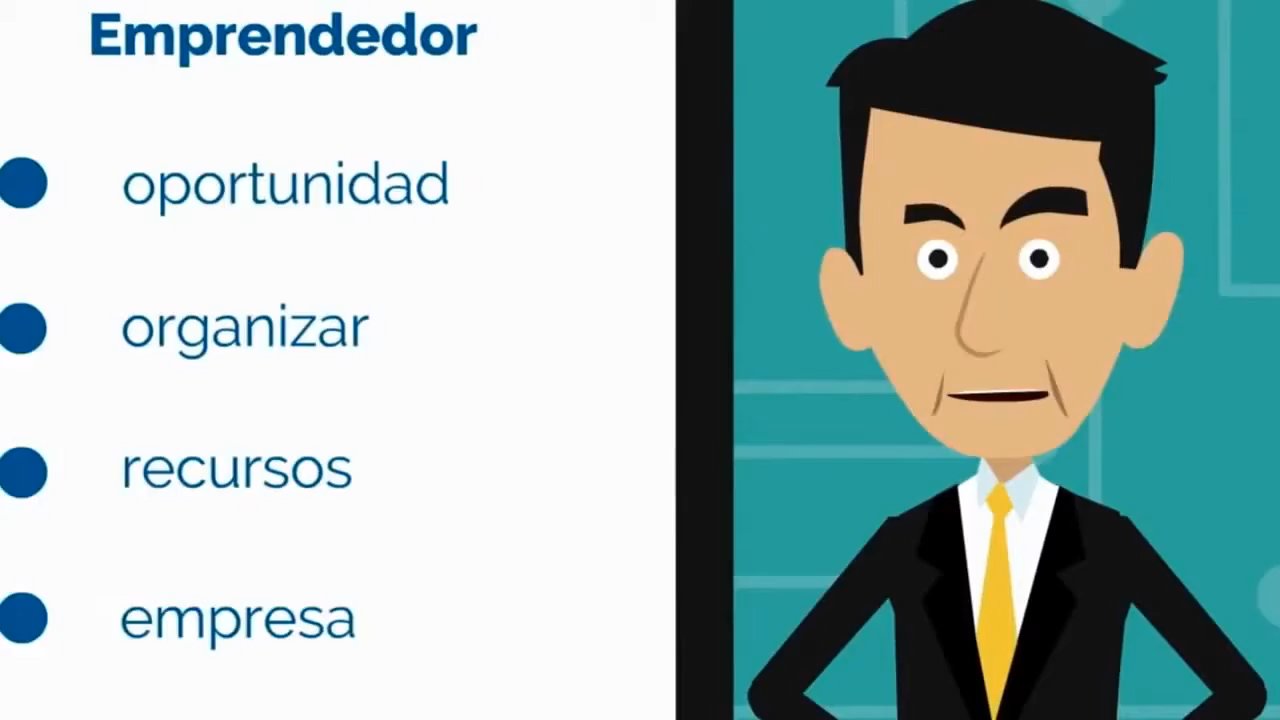 Emprendedor
oportunidad
organizar
recursos
empresa